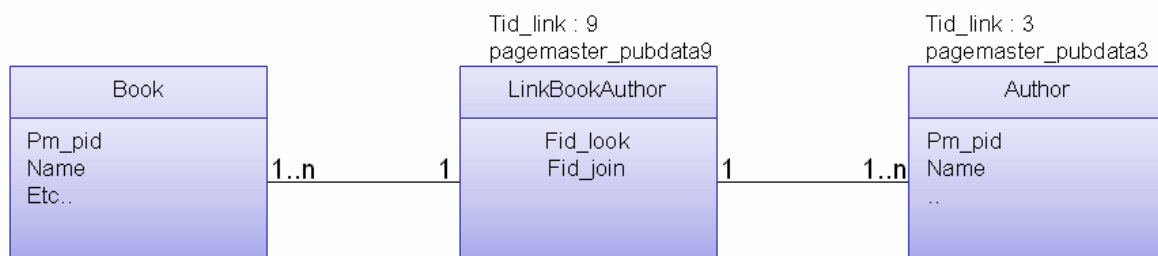 Tid_link : 9
pagemaster_pubdata9
Tid_link : 3
pagemaster_pubdata3
Book
Pm_pid
Name
Etc..
1..n
1
LinkBookAuthor
Fid_look
Fid_join
1
1..n
Author
Pm_pid
Name
..